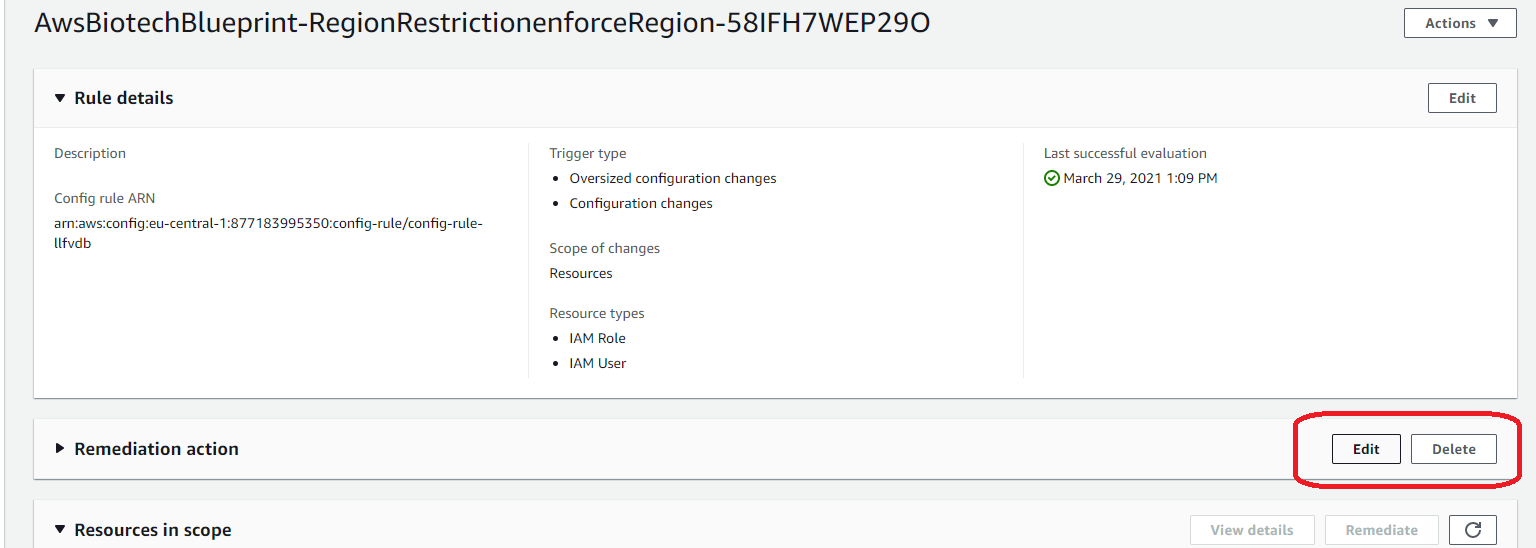 AwsBiotechBlueprint-RegionRestrictionenforceRegion-58IFH7WEP29O
Actions
Rule details
Edit
Description
Config rule ARN
arn:aws:config:eu-central-1:877183995350:config-rule/config-rule-
llfvdb
Trigger type
Oversized configuration changes
Configuration changes
Scope of changes
Resources
Resource types
IAM Role
IAM User
Last successful evaluation
March 29, 2021 1:09 PM
Remediation action
Edit
Delete
Resources in scope
View details
Remediate